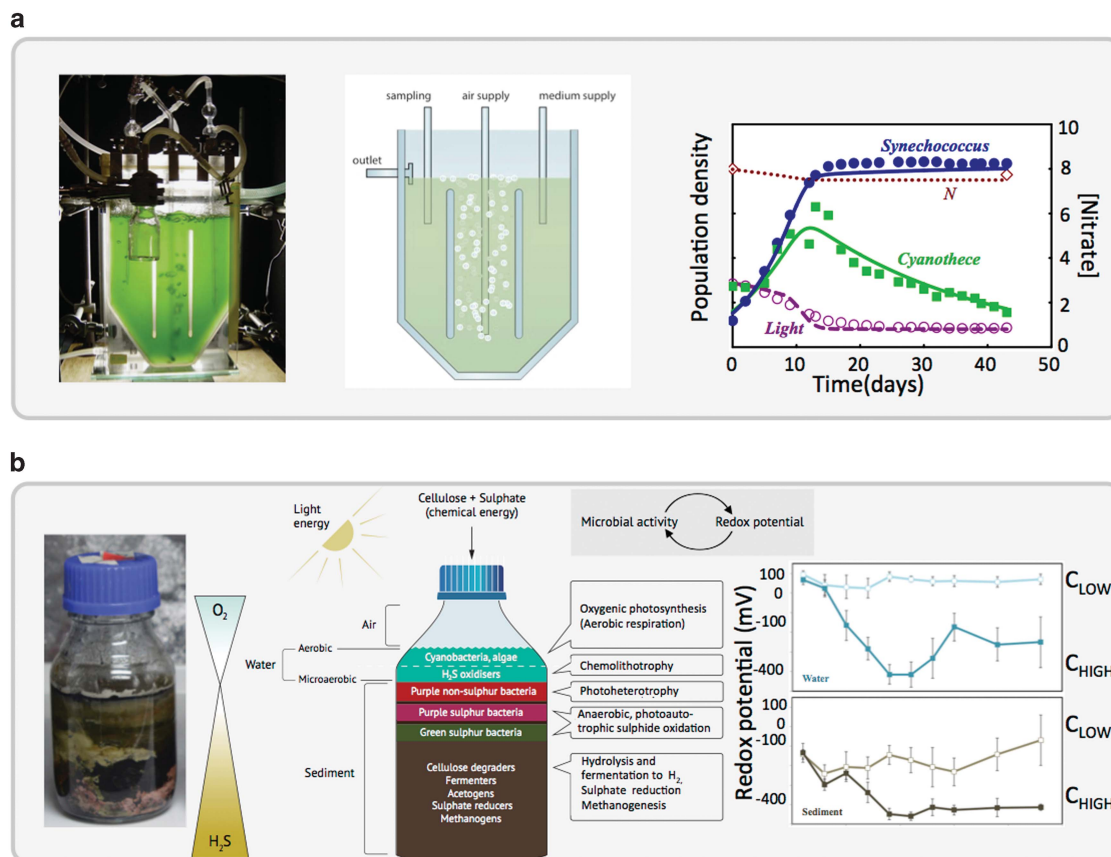 a
sampling
air supply
medium supply
outlet
Population density
Synechococcus
N
Cyanothece
Light
10
8
6
4
2
0
[Nitrate]
0
10
20
30
40
50
Time(days)
b
Light
energy
Cellulose + Sulphate
(chemical energy)
Microbial activity
Redox potential
O2
H2S
Air
Water
Aerobic
Microaerobic
Sediment
Cyanobacteria, algae
H2S oxidisers
Purple non-sulphur bacteria
Purple sulphur bacteria
Green sulphur bacteria
Cellulose degraders
Fermenters
Acetogens
Sulphate reducers
Methanogens
Oxygenic photosynthesis
(Aerobic respiration)
Chemolithotrophy
Photoheterotrophy
Anaerobic, photoauto-
trophic sulphide oxidation
Hydrolysis and
fermentation to H2,
Sulphate reduction
Methanogenesis
Redox potential (mV)
100
0
-100
-400
Water
CLOW
CHIGH
100
0
-100
-400
Sediment
CLOW
CHIGH